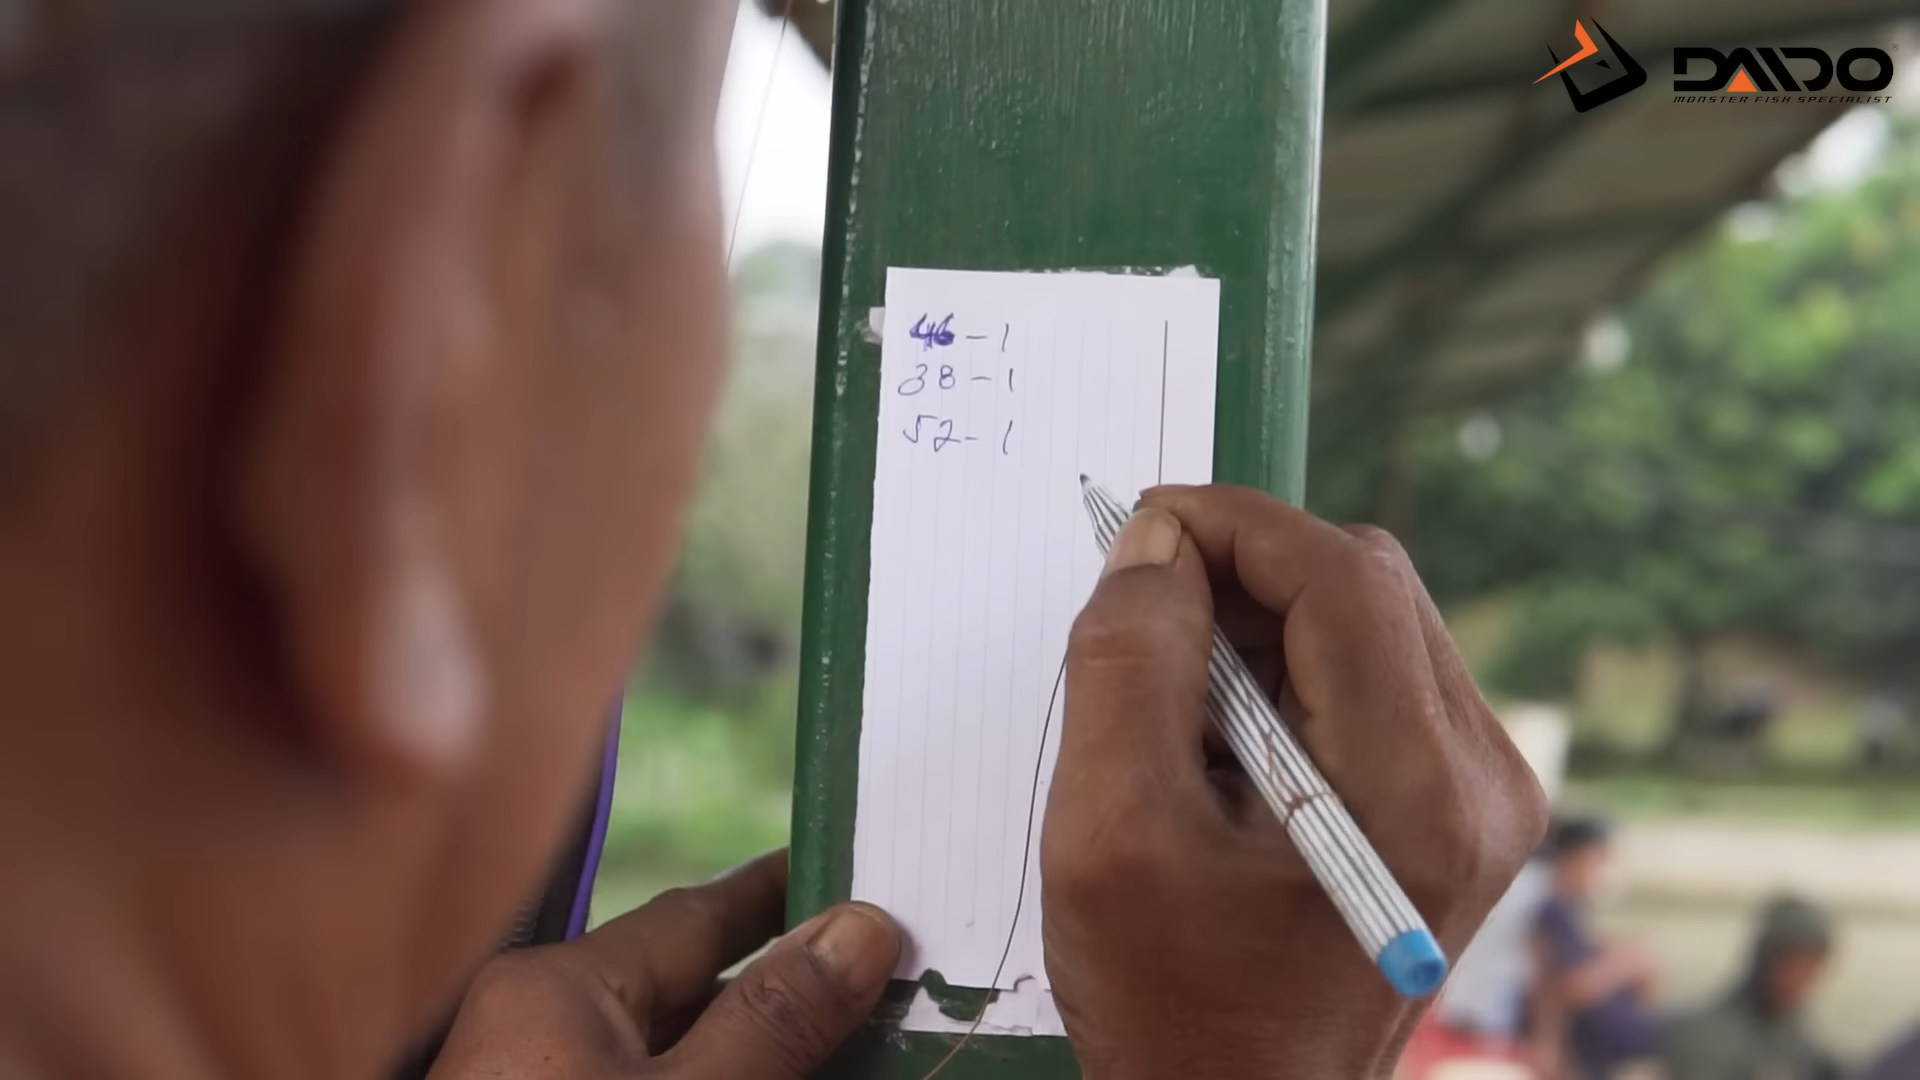 DAIDO
MONSTER FISH SPECIALIST
46 - 1
38 - 1
52 - 1